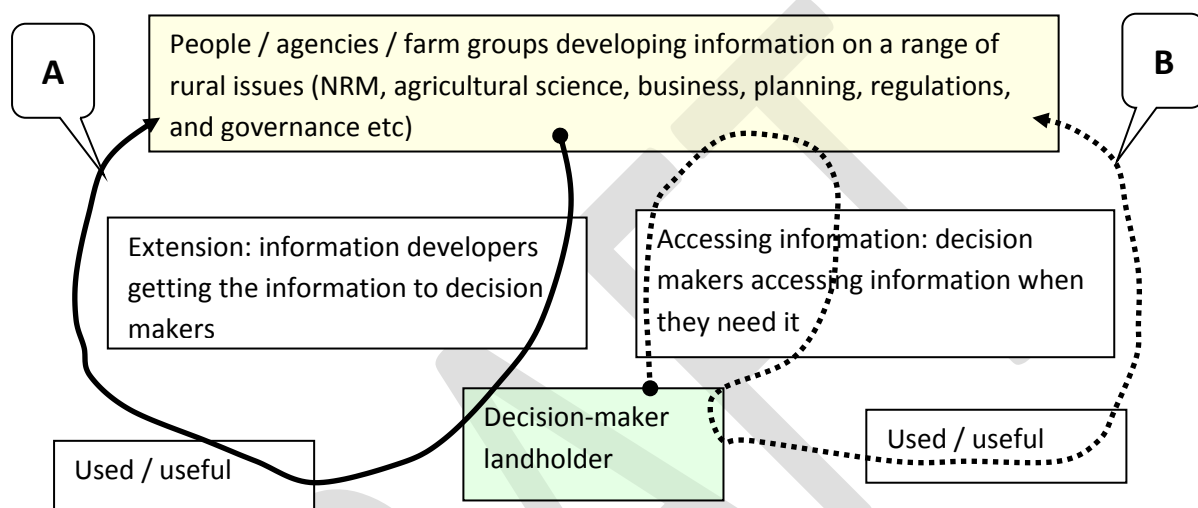 A
People / agencies / farm groups developing information on a range of
rural issues (NRM, agricultural science, business, planning, regulations,
and governance etc)
B
Extension: information developers
getting the information to decision
makers
Accessing information: decision
makers accessing information when
they need it
Decision-maker
landholder
Used / useful
Used / useful